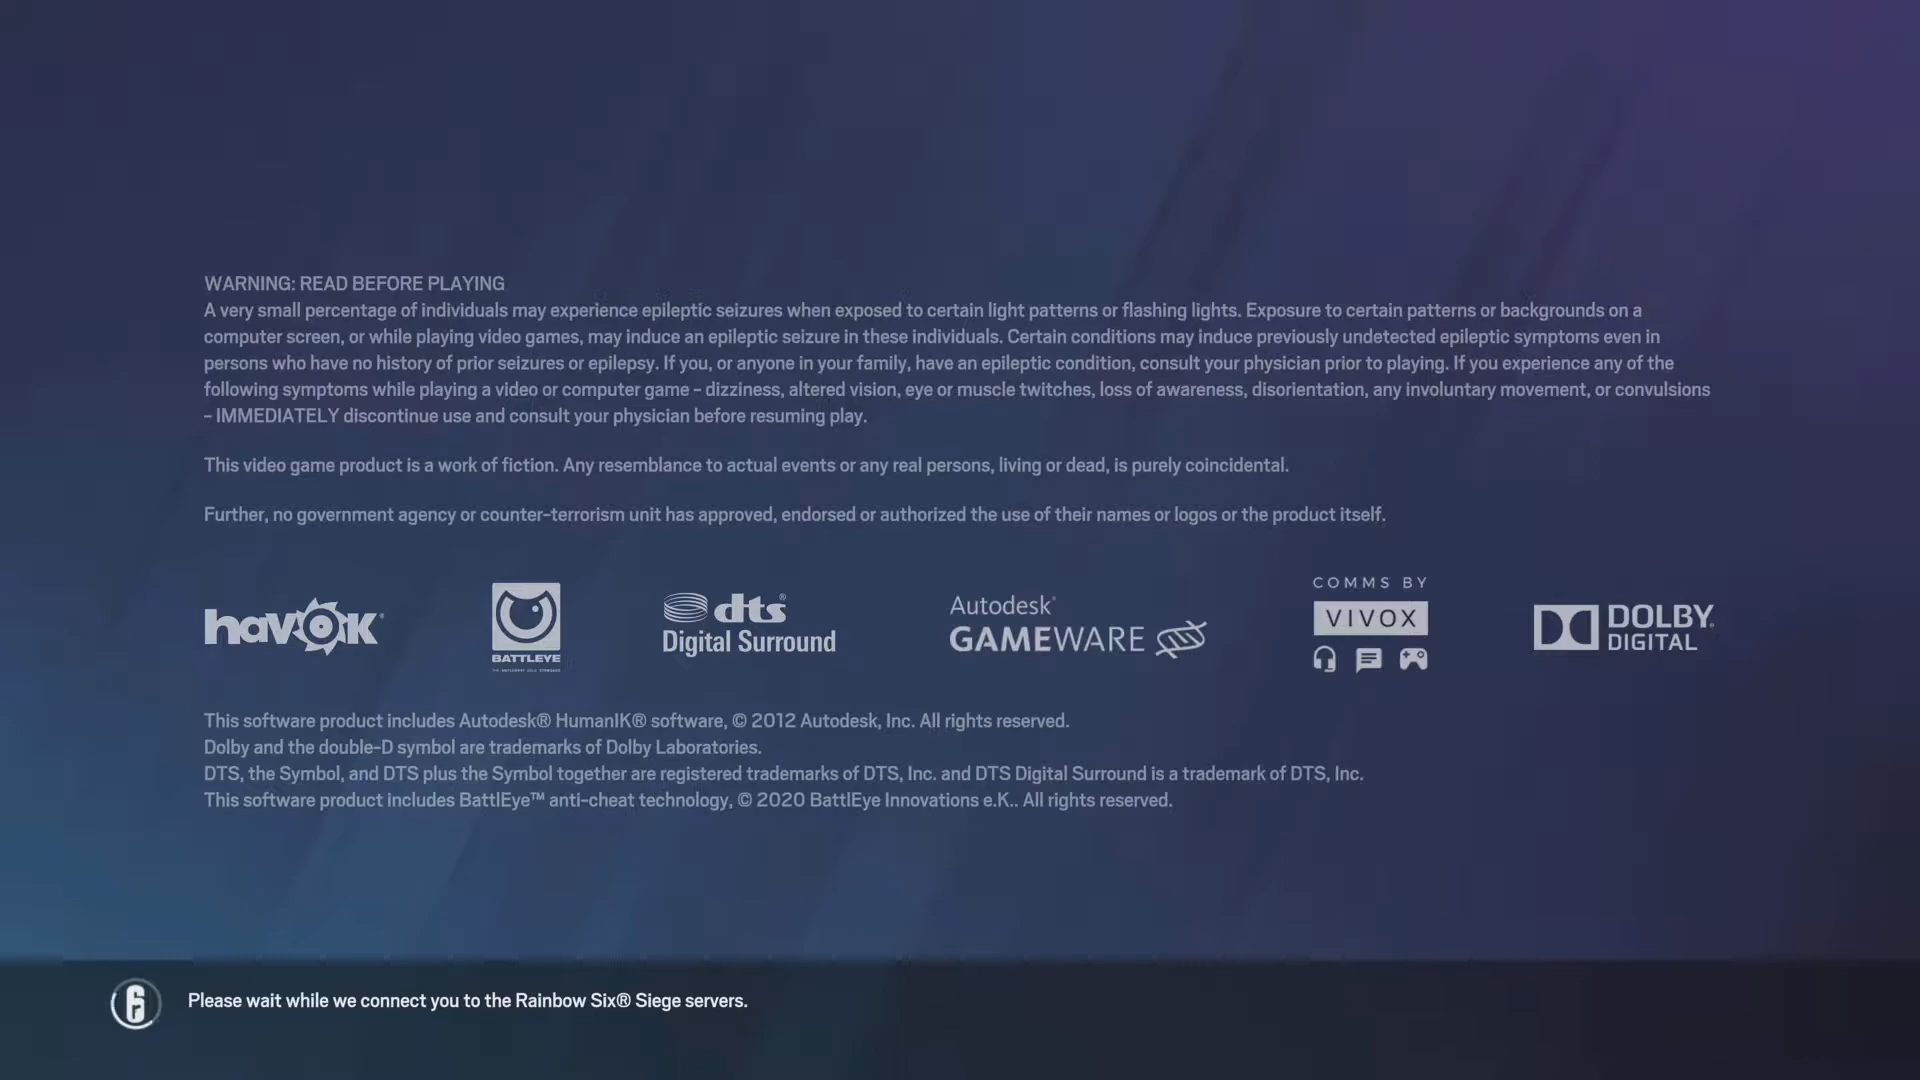 WARNING: READ BEFORE PLAYING
A very small percentage of individuals may experience epileptic seizures when exposed to certain light patterns or flashing lights. Exposure to certain patterns or backgrounds on a
computer screen, or while playing video games, may induce an epileptic seizure in these individuals. Certain conditions may induce previously undetected epileptic symptoms even in
persons who have no history of prior seizures or epilepsy. If you, or anyone in your family, have an epileptic condition, consult your physician prior to playing. If you experience any of the
following symptoms while playing a video or computer game - dizziness, altered vision, eye or muscle twitches, loss of awareness, disorientation, any involuntary movement, or convulsions
- IMMEDIATELY discontinue use and consult your physician before resuming play.
This video game product is a work of fiction. Any resemblance to actual events or any real persons, living or dead, is purely coincidental.
Further, no government agency or counter-terrorism unit has approved, endorsed or authorized the use of their names or logos or the product itself.
havok
BATTLEYE
dts®
Digital Surround
Autodesk®
GAMEWARE
COMMS BY
VIVOX
DOLBY®
DIGITAL
This software product includes Autodesk® HumanIK® software, © 2012 Autodesk, Inc. All rights reserved.
Dolby and the double-D symbol are trademarks of Dolby Laboratories.
DTS, the Symbol, and DTS plus the Symbol together are registered trademarks of DTS, Inc. and DTS Digital Surround is a trademark of DTS, Inc.
This software product includes BattlEye™ anti-cheat technology, © 2020 BattlEye Innovations e.K.. All rights reserved.
Please wait while we connect you to the Rainbow Six® Siege servers.